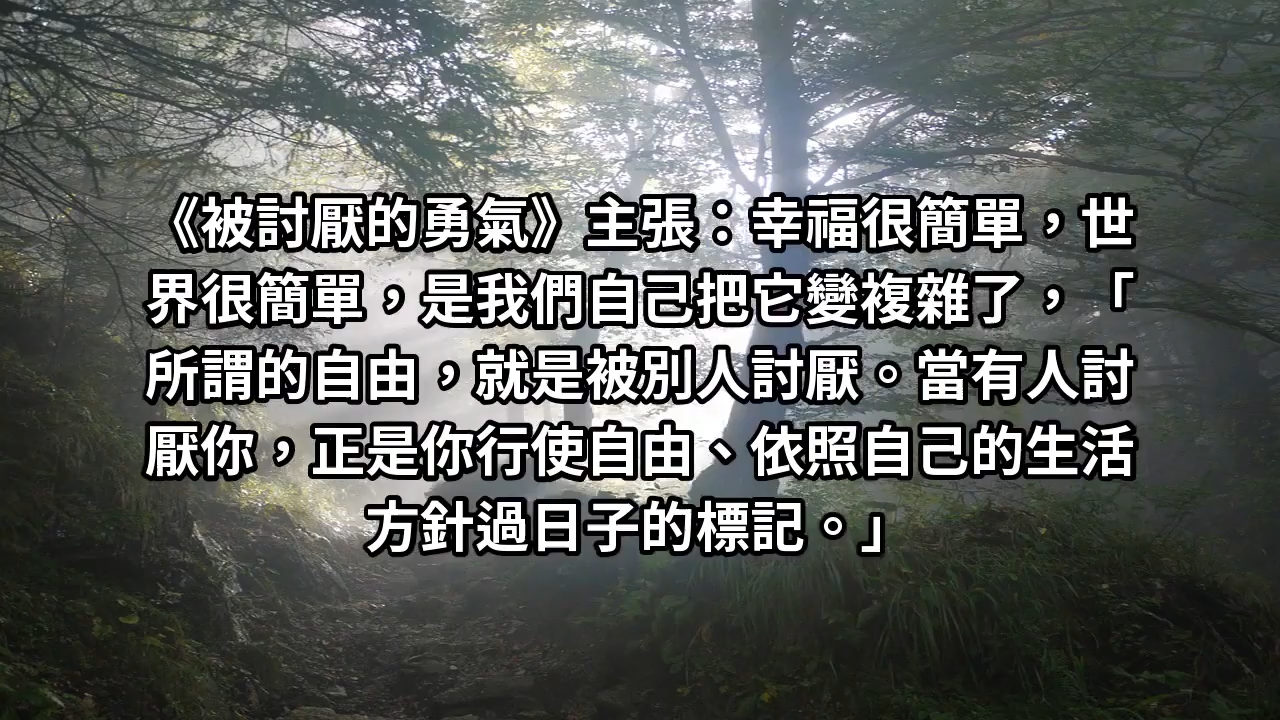 《被討厭的勇氣》主張：幸福很簡單，世
界很簡單，是我們自己把它變複雜了，「
所謂的自由，就是被別人討厭。當有人討
厭你，正是你行使自由、依照自己的生活
方針過日子的標記。」